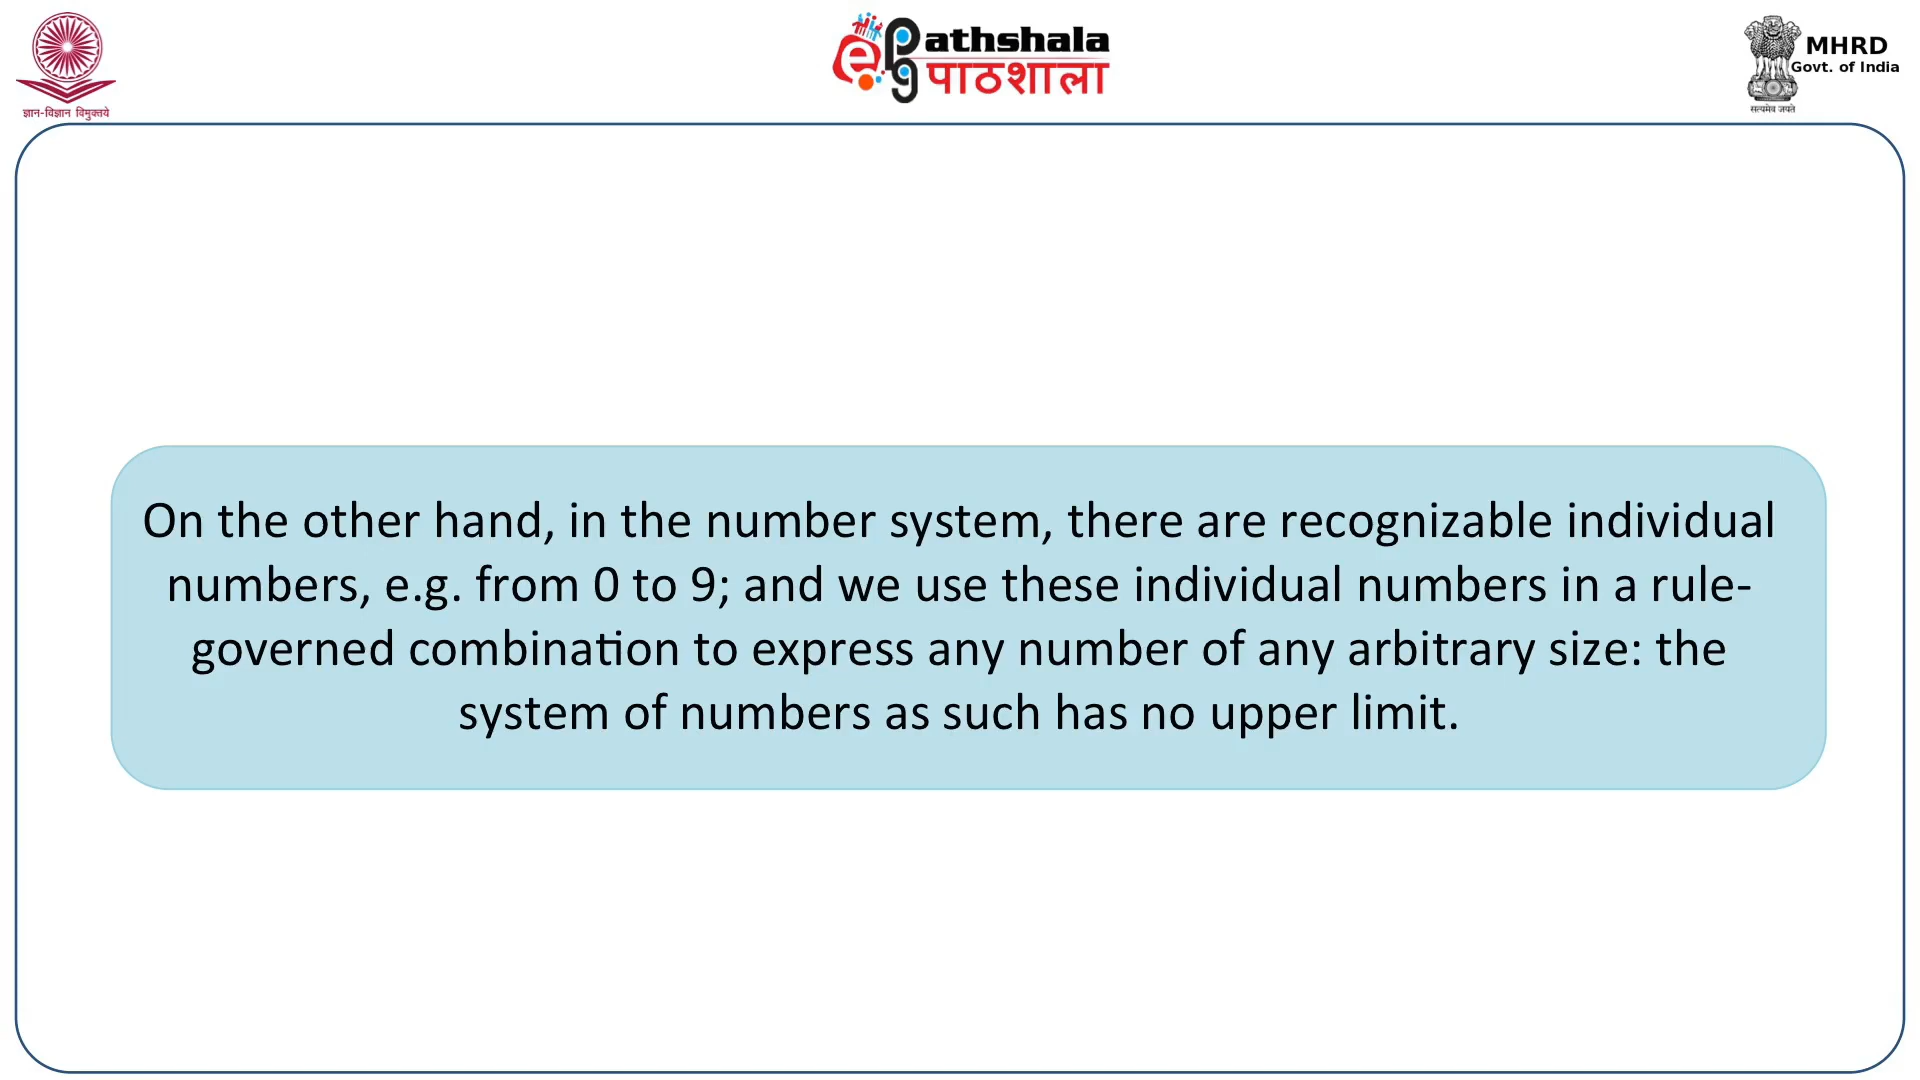 ज्ञान-विज्ञान विमुक्तये
e pg Pathshala
पाठशाला
MHRD
Govt. of India
सत्यमेव जयते
On the other hand, in the number system, there are recognizable individual
numbers, e.g. from 0 to 9; and we use these individual numbers in a rule-
governed combination to express any number of any arbitrary size: the
system of numbers as such has no upper limit.